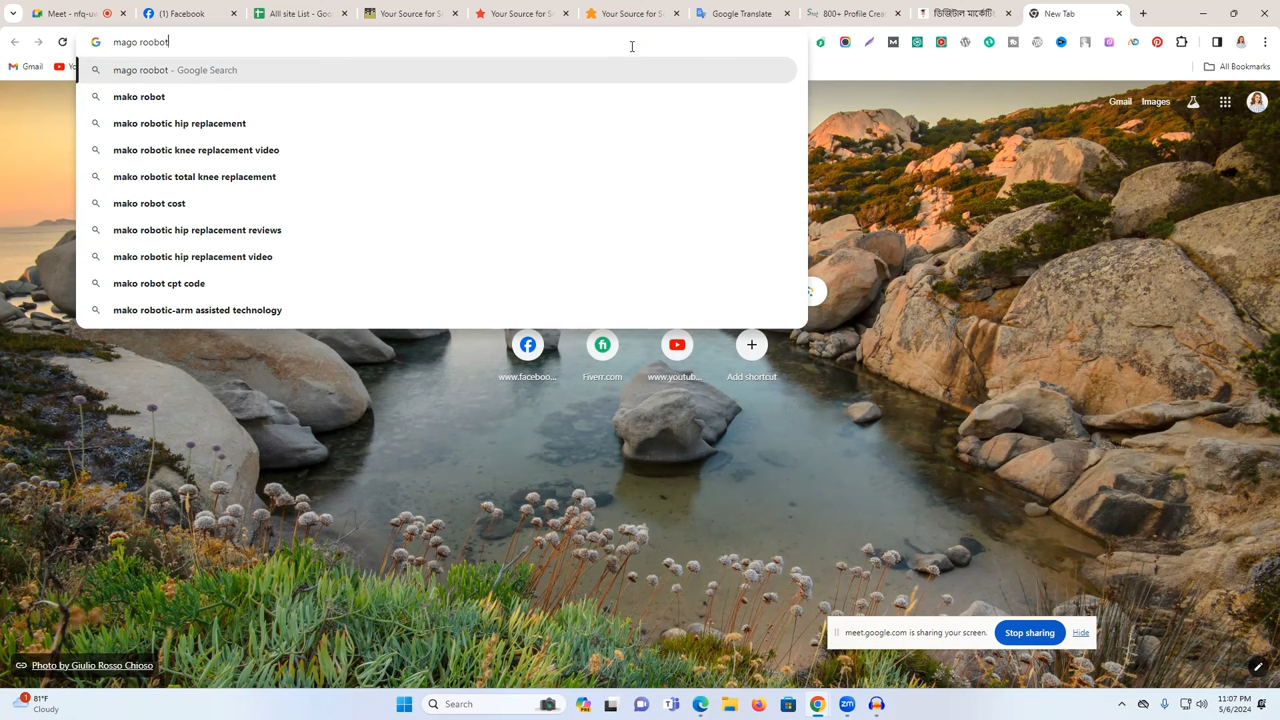 Meet - nfq-u
(1) Facebook
All site List - Goo
Your Source for S
Your Source for S
Your Source for S
Google Translate
800+ Profile Crea
ডিজিটাল মার্কেটিং
New Tab
mago roobot
Gmail
Yo
All Bookmarks
mago roobot - Google Search
mako robot
mako robotic hip replacement
mako robotic knee replacement video
mako robotic total knee replacement
mako robot cost
mako robotic hip replacement reviews
mako robotic hip replacement video
mako robot cpt code
mako robotic-arm assisted technology
Gmail
Images
www.faceboo...
Fiverr.com
www.youtub...
Add shortcut
meet.google.com is sharing your screen.
Stop sharing
Hide
Photo by Giulio Rosso Chioso
1
81°F
Cloudy
Search
11:07 PM
5/6/2024